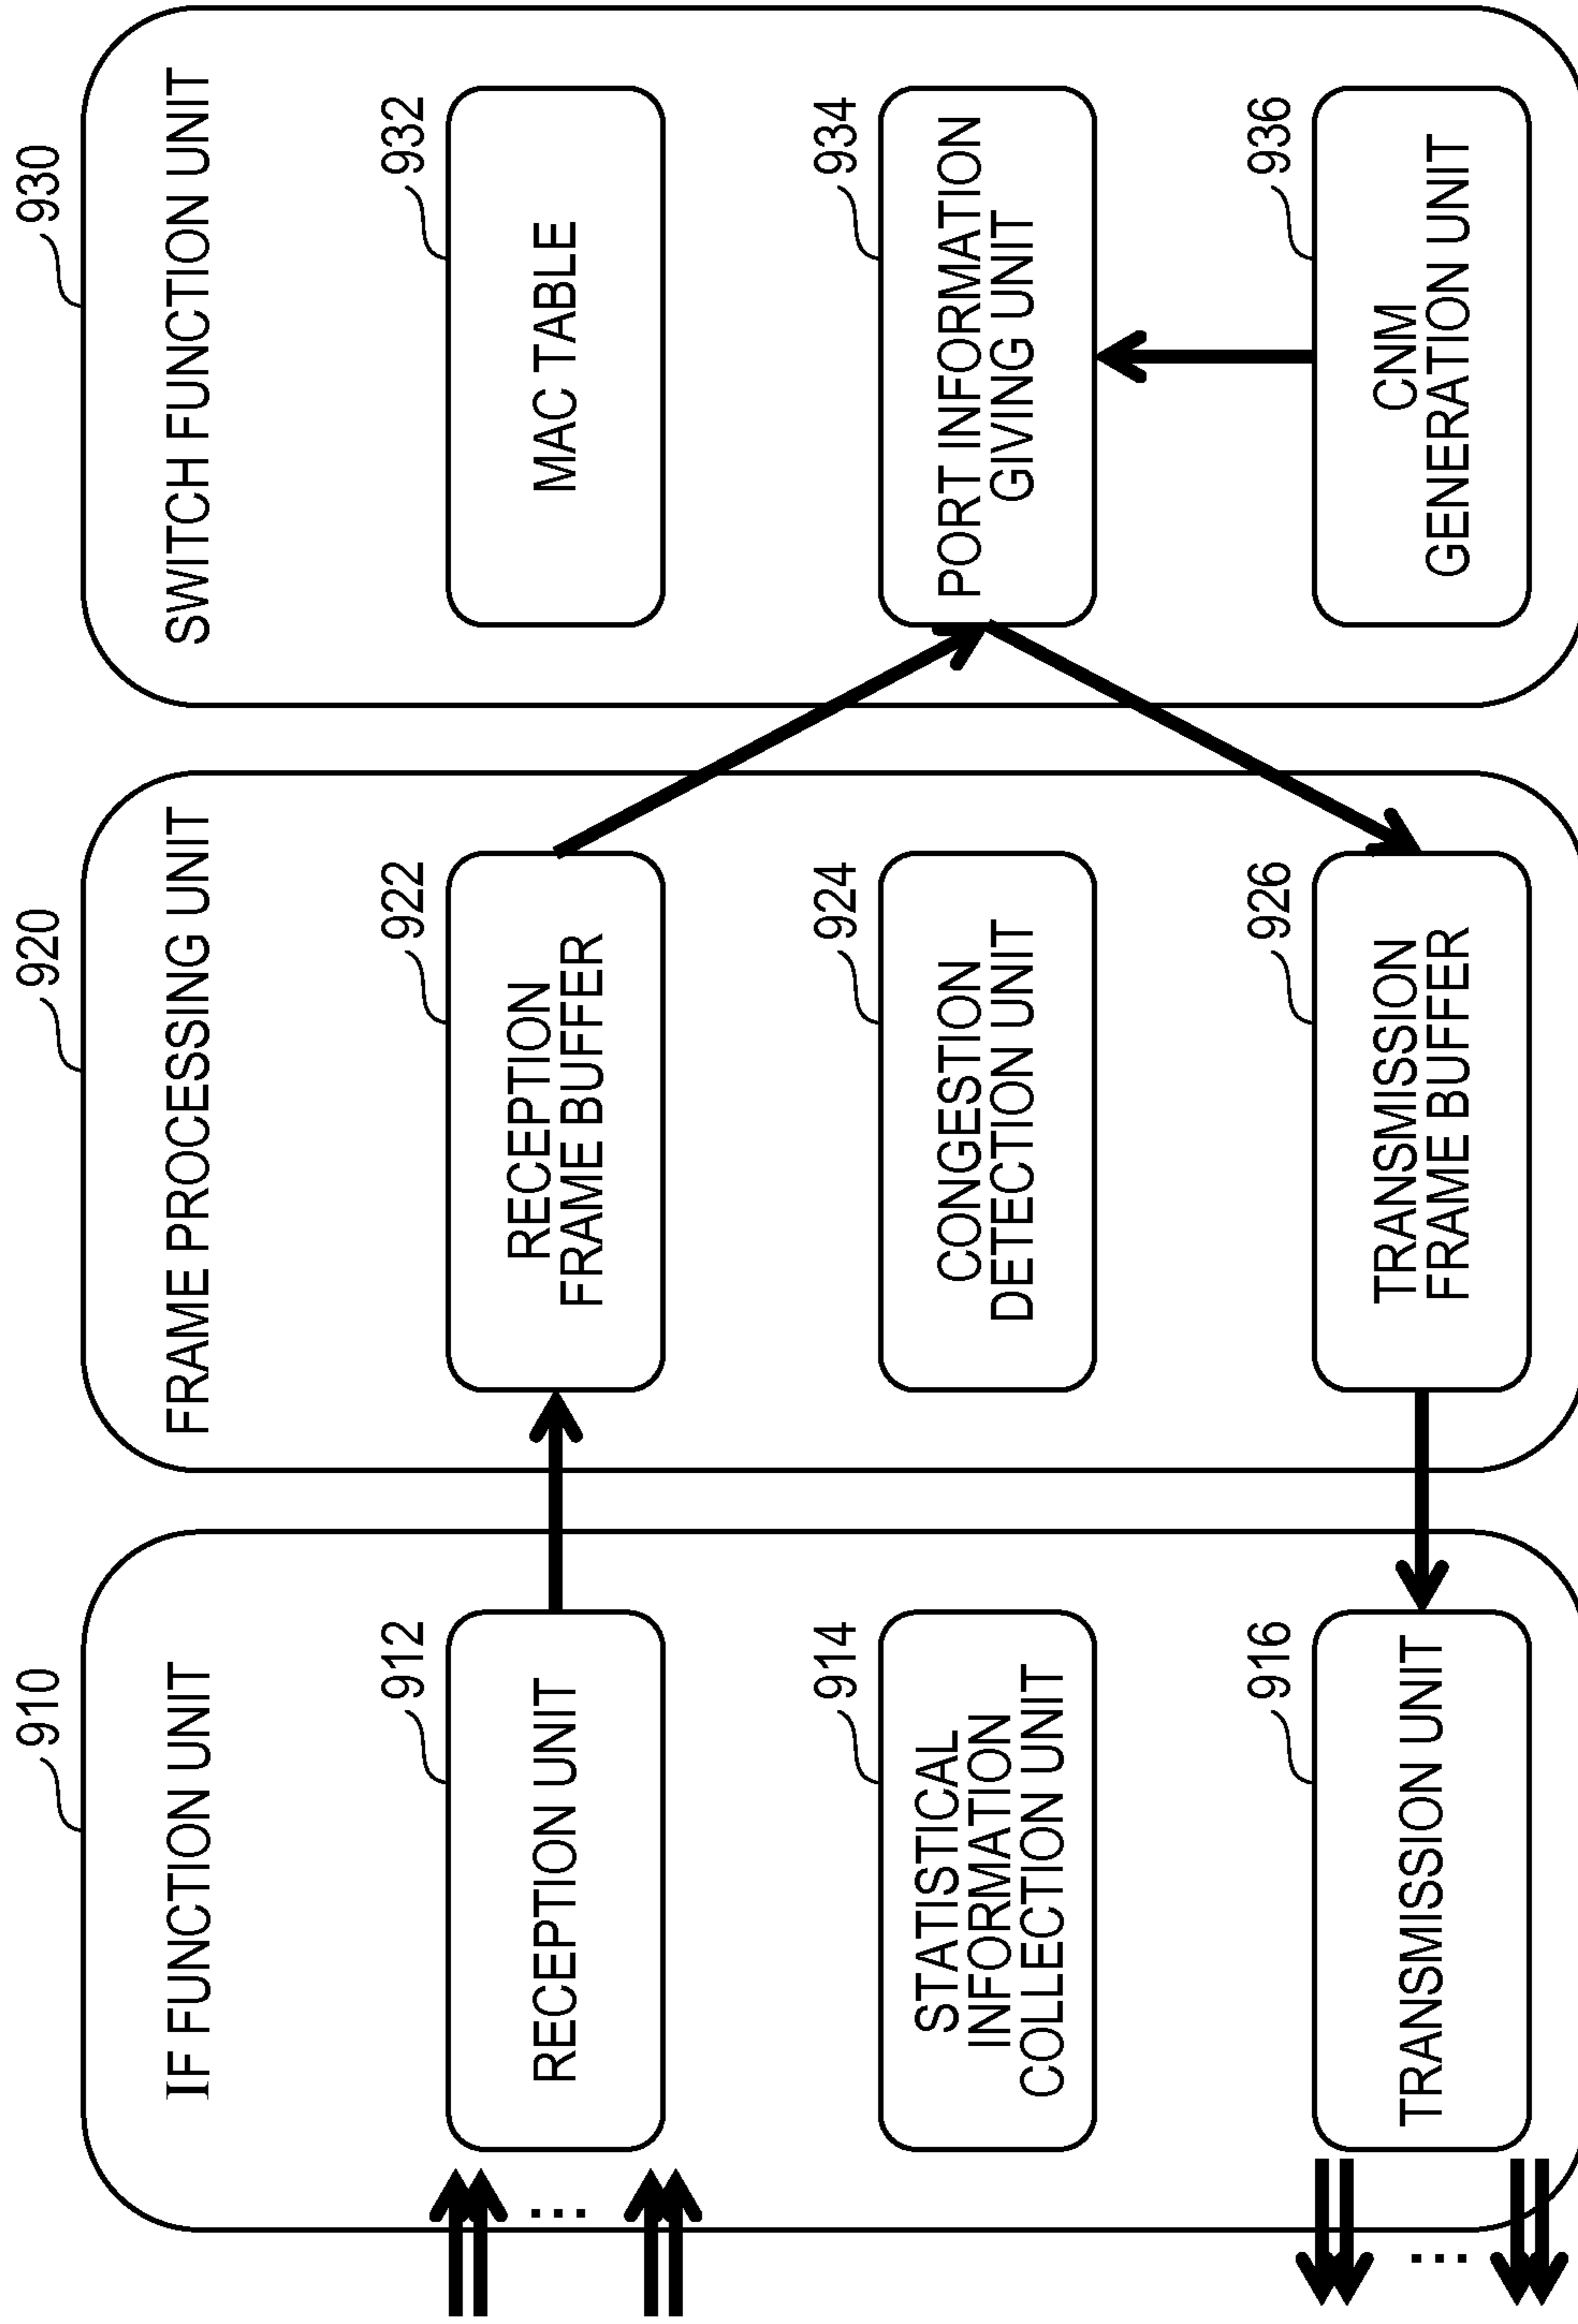 910
IF FUNCTION UNIT
912
RECEPTION UNIT
914
STATISTICAL
INFORMATION
COLLECTION UNIT
916
TRANSMISSION UNIT
920
FRAME PROCESSING UNIT
922
RECEPTION
FRAME BUFFER
924
CONGESTION
DETECTION UNIT
926
TRANSMISSION
FRAME BUFFER
930
SWITCH FUNCTION UNIT
932
MAC TABLE
934
PORT INFORMATION
GIVING UNIT
936
CNM
GENERATION UNIT